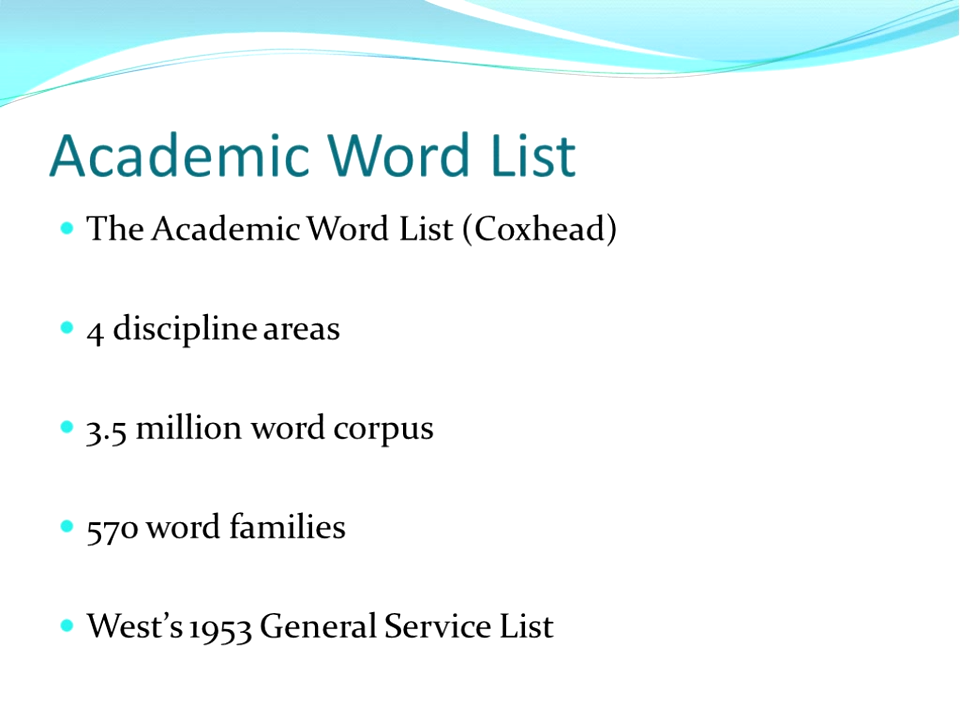 Academic Word List
The Academic Word List (Coxhead)
4 discipline areas
3.5 million word corpus
570 word families
West's 1953 General Service List